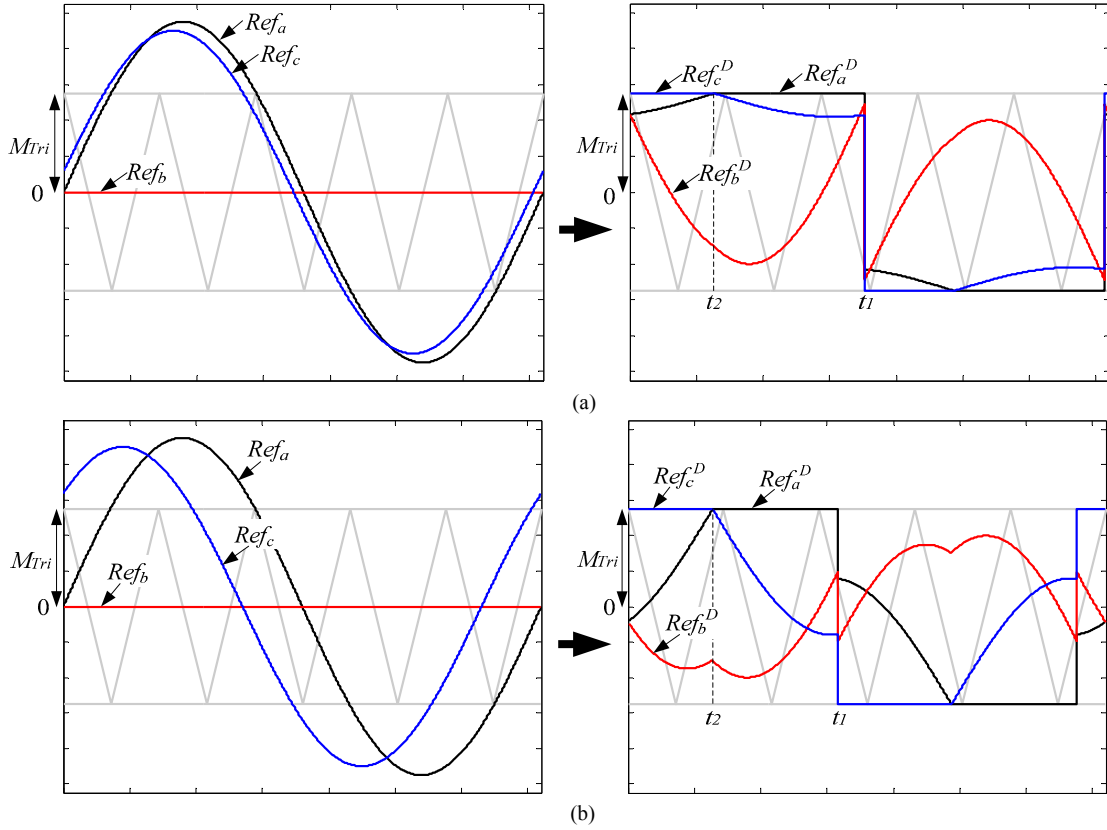 Ref_a
Ref_c
M_Tri
0
Ref_b
Ref_c^D
Ref_a^D
M_Tri
0
Ref_b^D
t_2
t_1
(a)
Ref_a
Ref_c
M_Tri
0
Ref_b
Ref_c^D
Ref_a^D
M_Tri
0
Ref_b^D
t_2
t_1
(b)